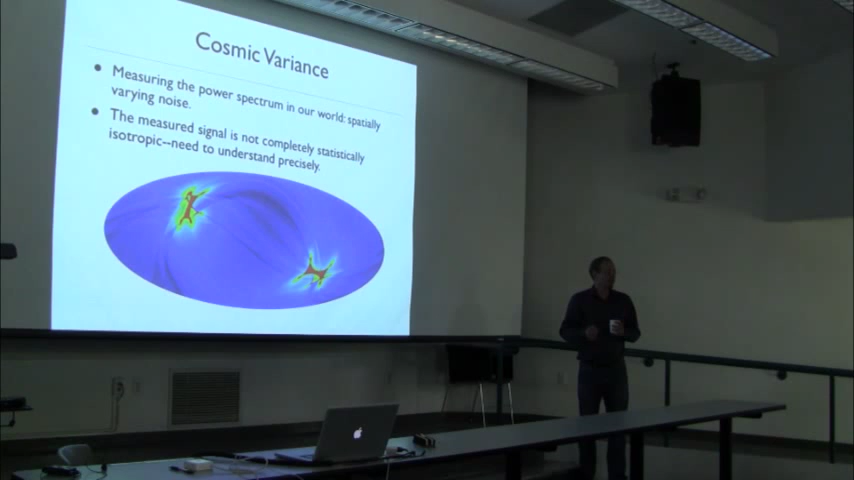 Cosmic Variance
• Measuring the power spectrum in our world: spatially
varying noise.
• The measured signal is not completely statistically
isotropic--need to understand precisely.